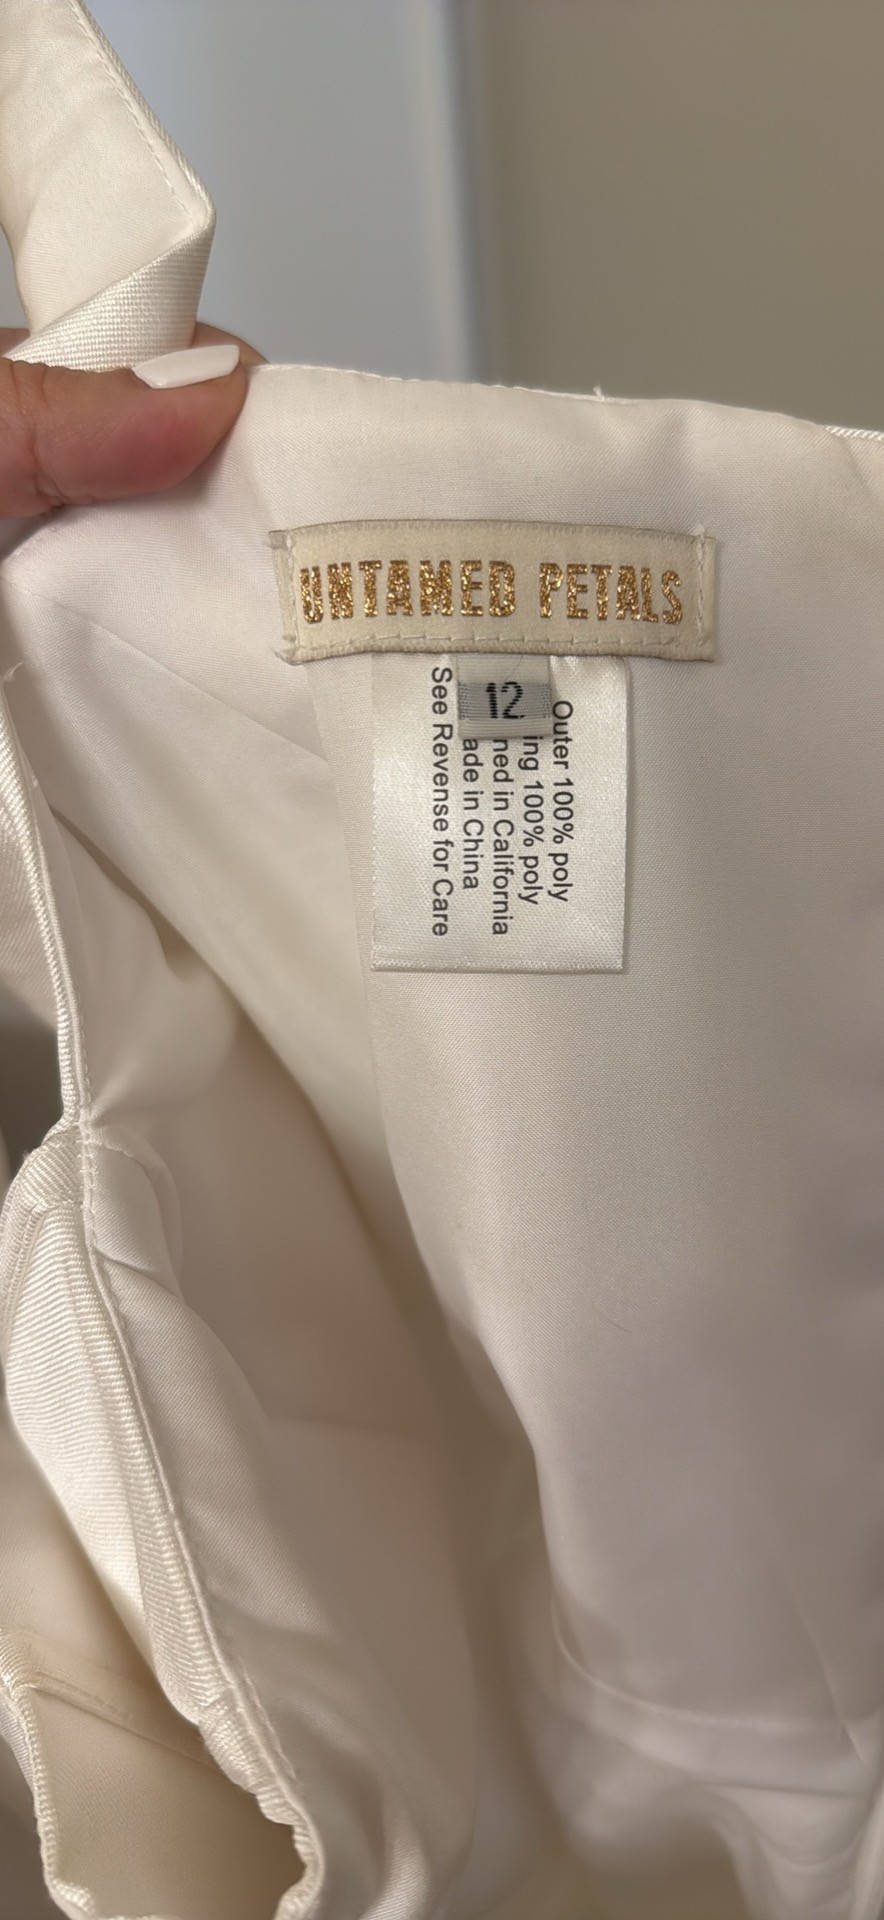 UNTAMED PETALS
12
Outer 100% poly
ing 100% poly
ned in California
ade in China
See Revense for Care